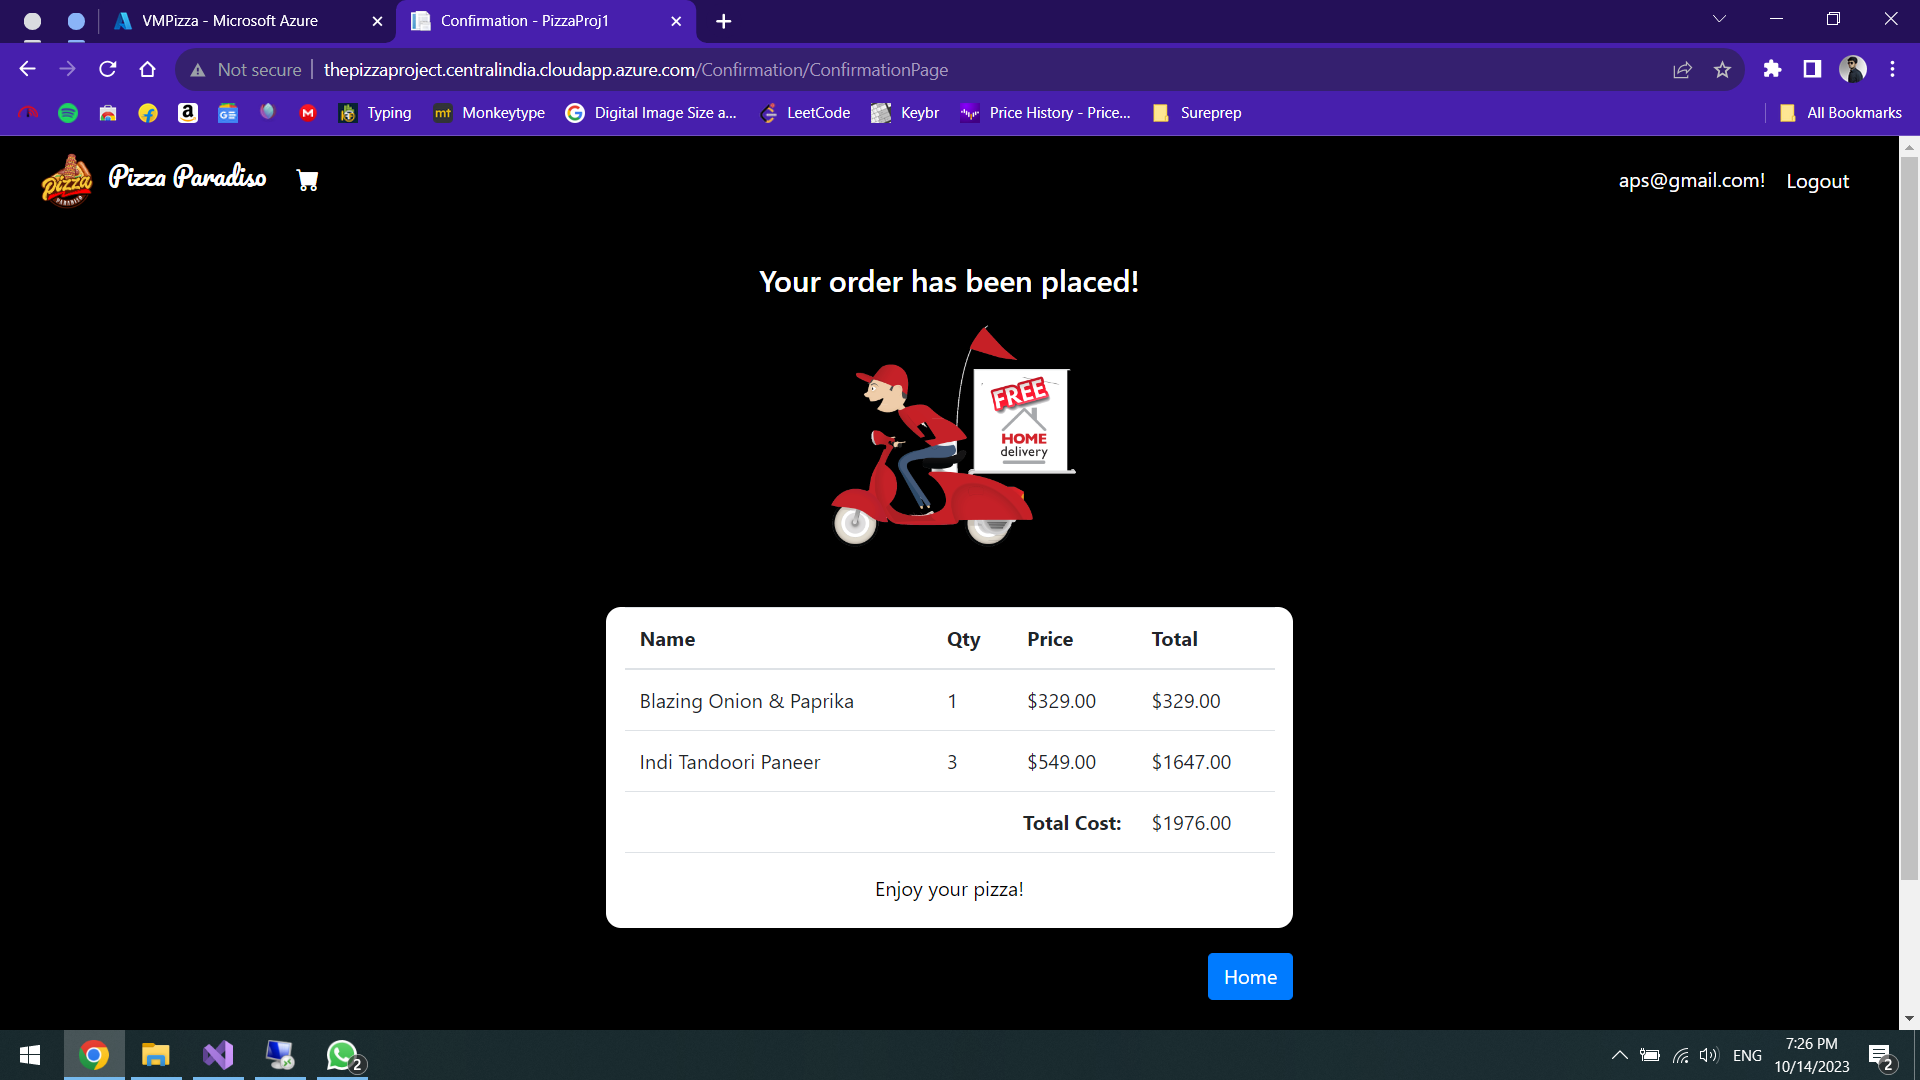 VMPizza - Microsoft Azure
Confirmation - PizzaProj1
Not secure
thepizzaproject.centralindia.cloudapp.azure.com/Confirmation/ConfirmationPage
Typing
mt
Monkeytype
Digital Image Size a...
LeetCode
Keybr
Price History - Price...
Sureprep
All Bookmarks
Pizza
PARADISO
Pizza Paradiso
aps@gmail.com!
Logout
Your order has been placed!
FREE
HOME
delivery
Name Qty Price Total
Blazing Onion & Paprika 1 $329.00 $329.00
Indi Tandoori Paneer 3 $549.00 $1647.00
Total Cost: $1976.00
Enjoy your pizza!
Home
2
ENG
7:26 PM
10/14/2023
2